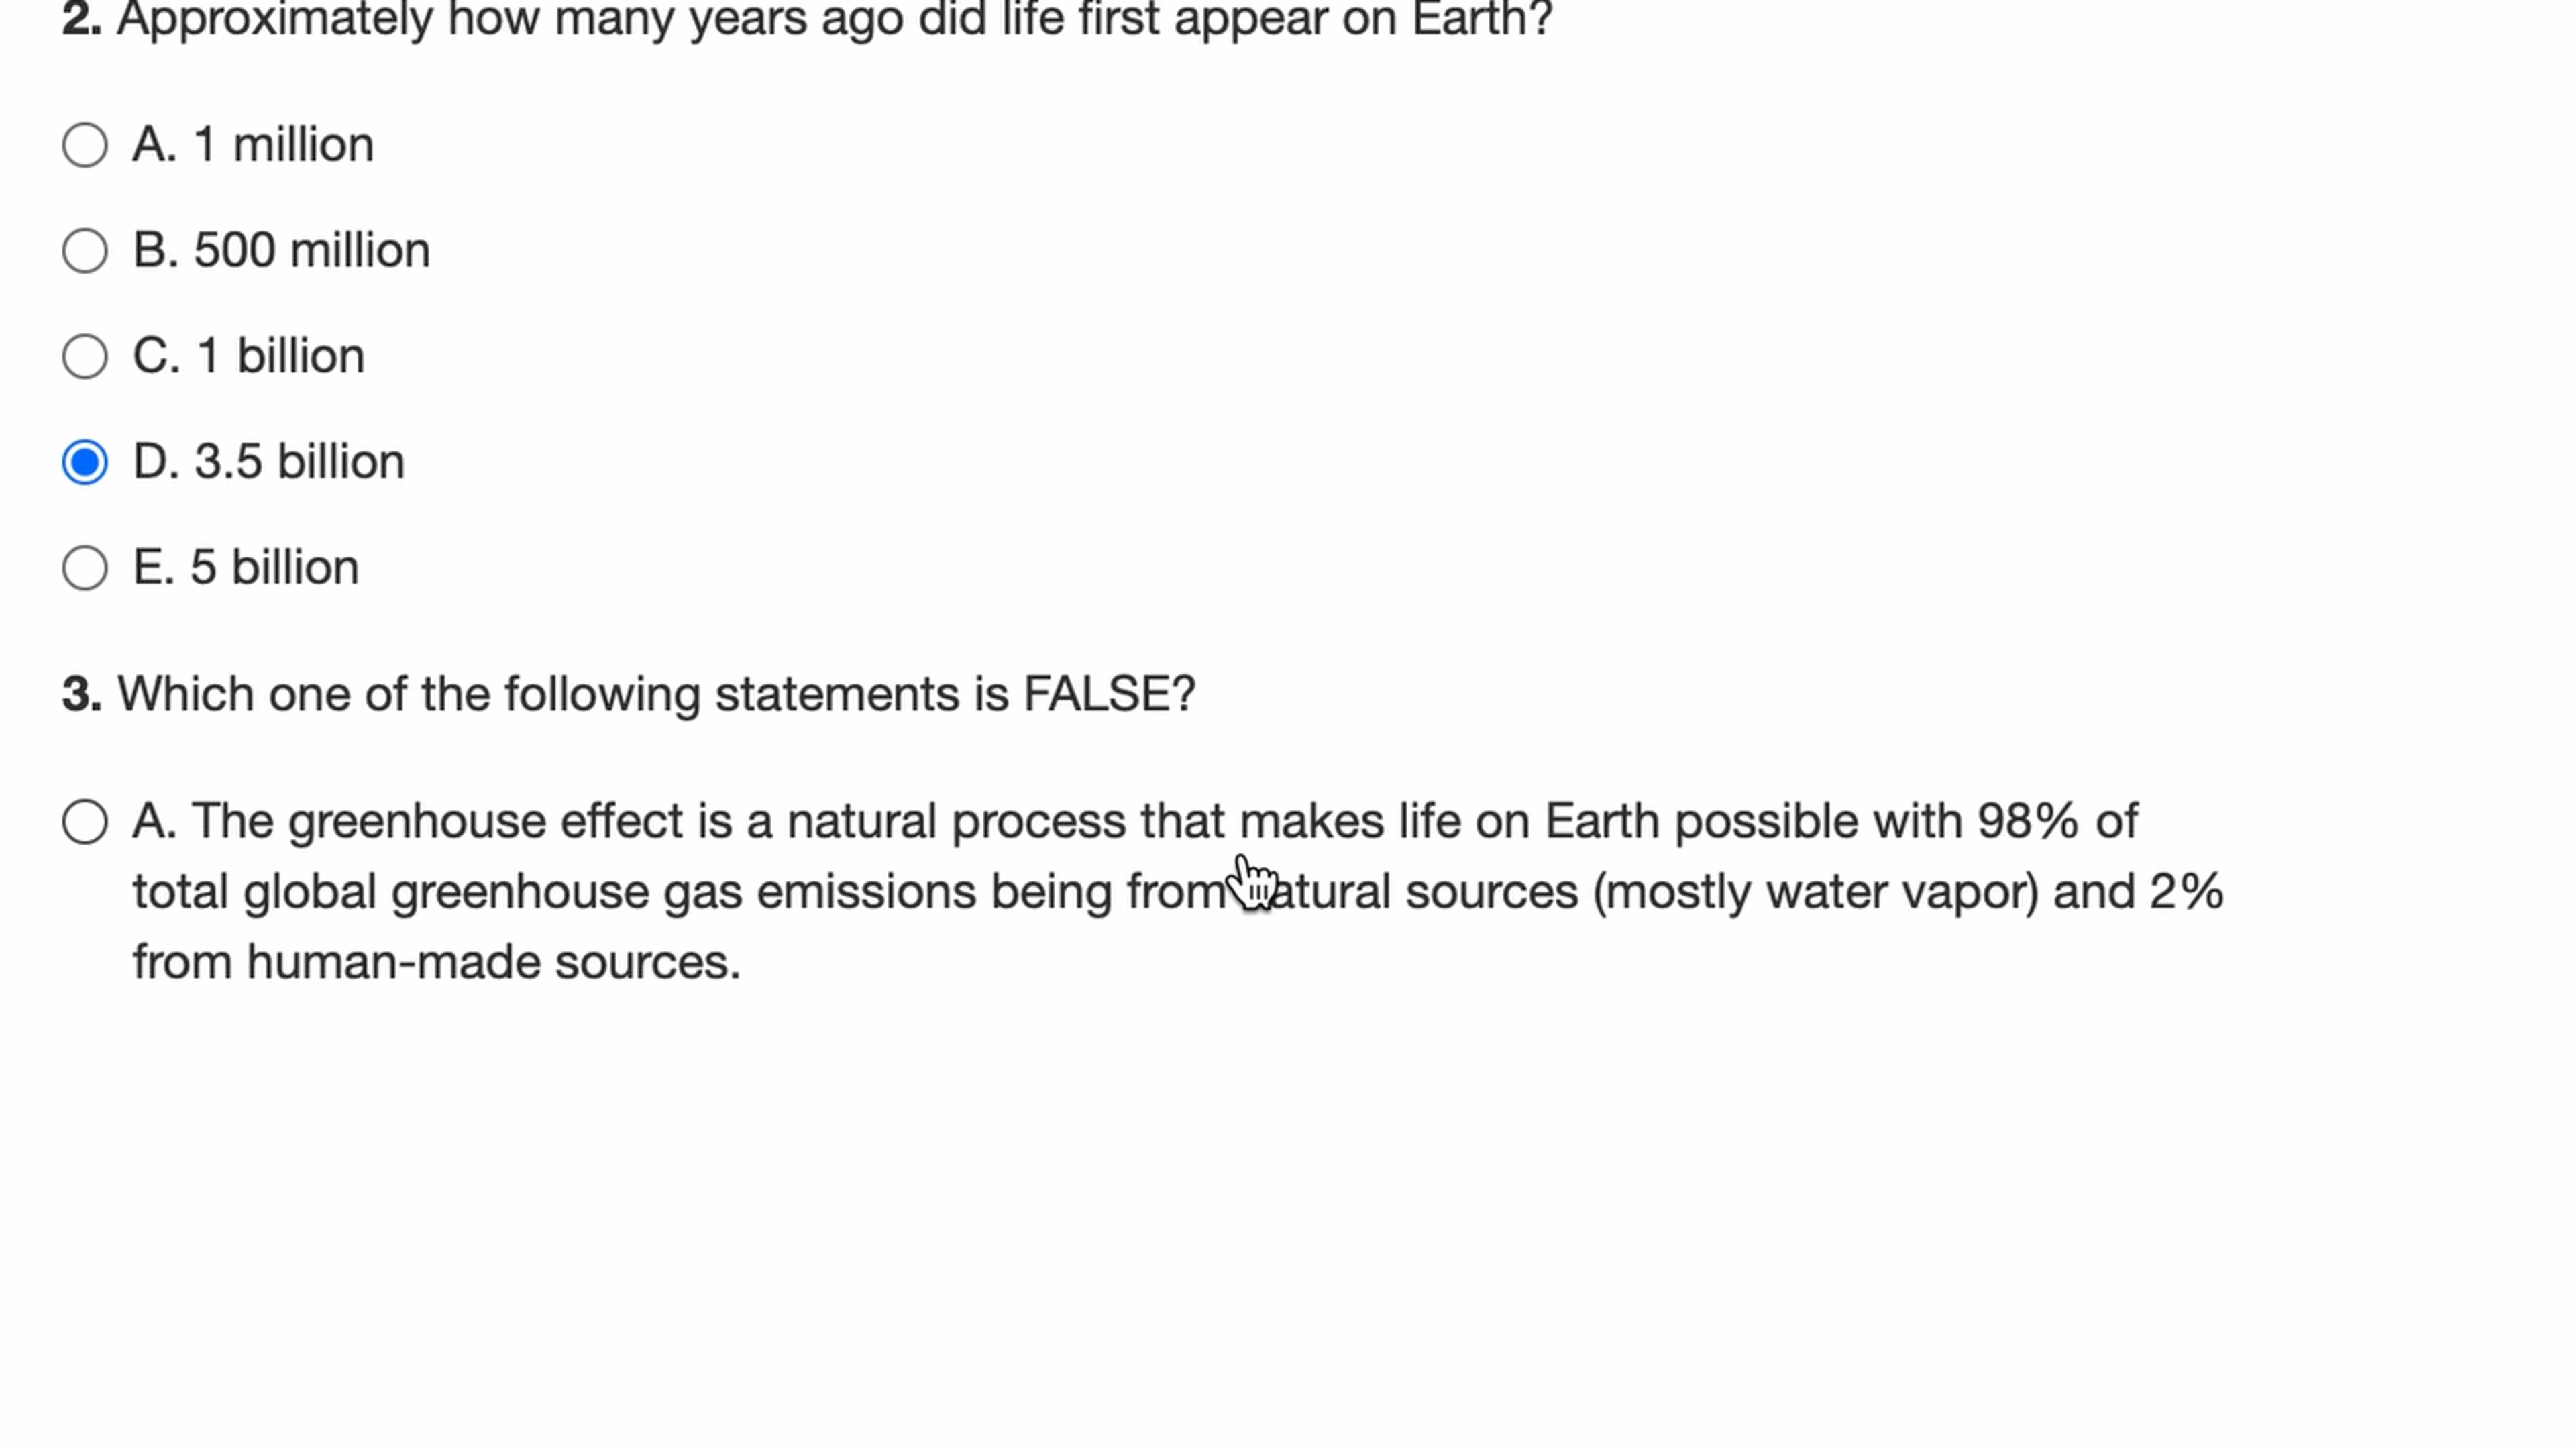 2. Approximately how many years ago did life first appear on Earth?
A. 1 million
B. 500 million
C. 1 billion
D. 3.5 billion
E. 5 billion
3. Which one of the following statements is FALSE?
A. The greenhouse effect is a natural process that makes life on Earth possible with 98% of
total global greenhouse gas emissions being from natural sources (mostly water vapor) and 2%
from human-made sources.